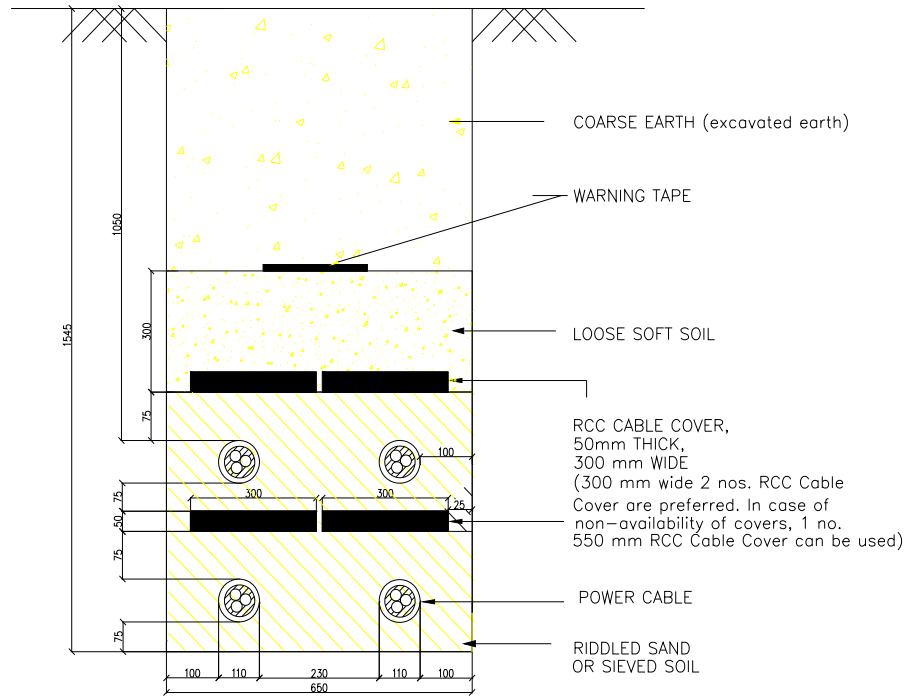 COARSE EARTH (excavated earth)
WARNING TAPE
1050
1545
300
LOOSE SOFT SOIL
75
RCC CABLE COVER,
50mm THICK,
300 mm WIDE
(300 mm wide 2 nos. RCC Cable
Cover are preferred. In case of
non-availability of covers, 1 no.
550 mm RCC Cable Cover can be used)
100
75
300
300
25
50
75
POWER CABLE
75
RIDDLED SAND
OR SIEVED SOIL
100 110 230 110 100
650